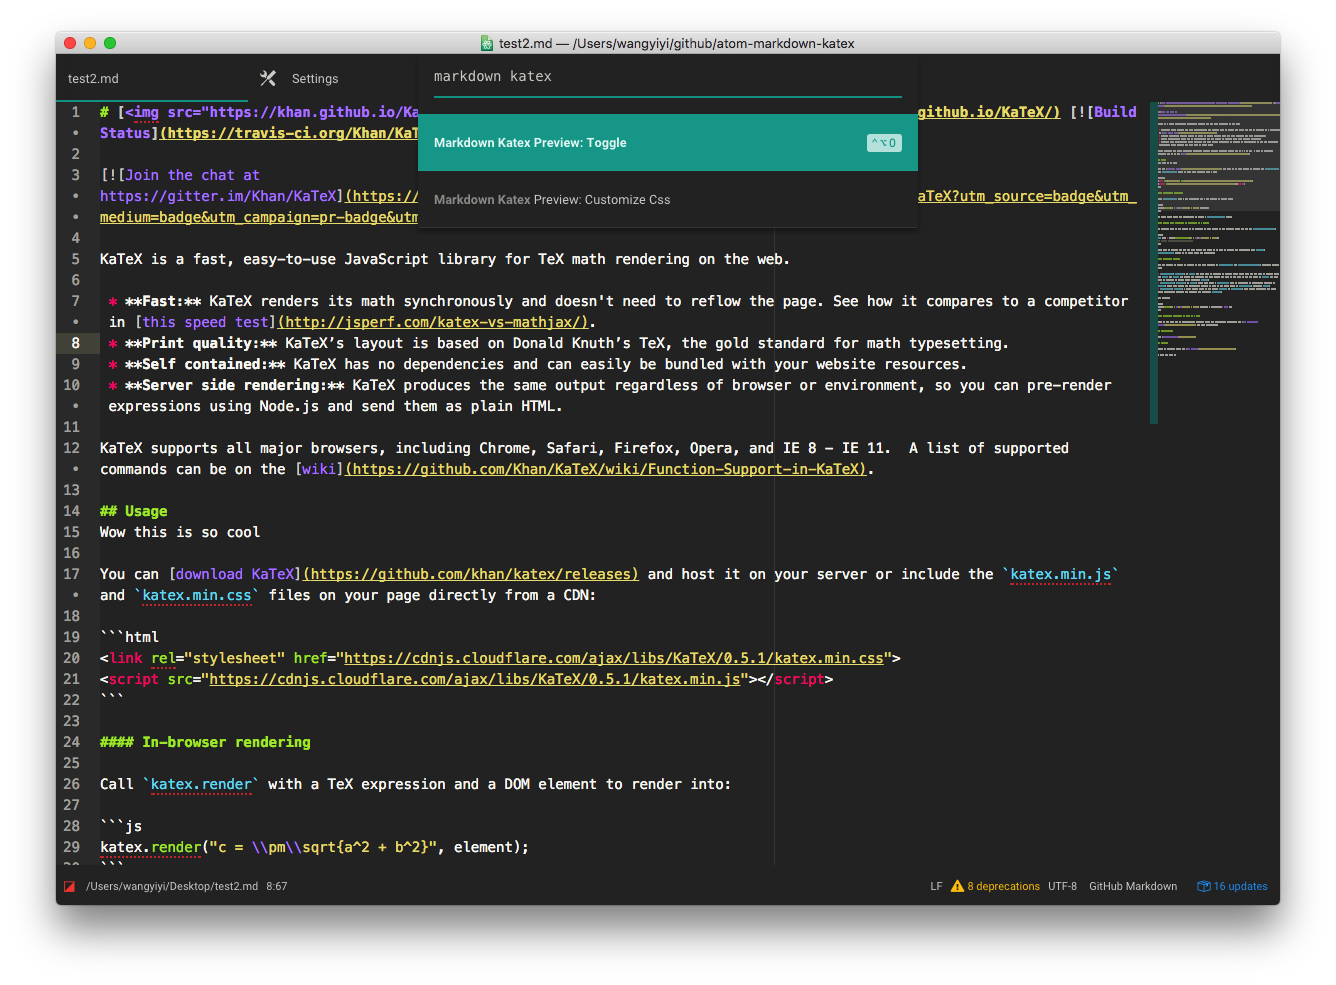 test2.md — /Users/wangyiyi/github/atom-markdown-katex
test2.md
Settings
markdown katex
Markdown Katex Preview: Toggle ^⌥O
Markdown Katex Preview: Customize Css
1 # [<img src="https://khan.github.io/Ka github.io/KaTeX/) [![Build
• Status](https://travis-ci.org/Khan/KaT
2
3 [![Join the chat at
• https://gitter.im/Khan/KaTeX](https:/ aTeX?utm_source=badge&utm_
• medium=badge&utm_campaign=pr-badge&utm
4
5 KaTeX is a fast, easy-to-use JavaScript library for TeX math rendering on the web.
6
7 * **Fast:** KaTeX renders its math synchronously and doesn't need to reflow the page. See how it compares to a competitor
• in [this speed test](http://jsperf.com/katex-vs-mathjax/).
8 * **Print quality:** KaTeX’s layout is based on Donald Knuth’s TeX, the gold standard for math typesetting.
9 * **Self contained:** KaTeX has no dependencies and can easily be bundled with your website resources.
10 * **Server side rendering:** KaTeX produces the same output regardless of browser or environment, so you can pre-render
• expressions using Node.js and send them as plain HTML.
11
12 KaTeX supports all major browsers, including Chrome, Safari, Firefox, Opera, and IE 8 - IE 11.  A list of supported
• commands can be on the [wiki](https://github.com/Khan/KaTeX/wiki/Function-Support-in-KaTeX).
13
14 ## Usage
15 Wow this is so cool
16
17 You can [download KaTeX](https://github.com/khan/katex/releases) and host it on your server or include the `katex.min.js`
• and `katex.min.css` files on your page directly from a CDN:
18
19 ```html
20 <link rel="stylesheet" href="https://cdnjs.cloudflare.com/ajax/libs/KaTeX/0.5.1/katex.min.css">
21 <script src="https://cdnjs.cloudflare.com/ajax/libs/KaTeX/0.5.1/katex.min.js"></script>
22 ```
23
24 #### In-browser rendering
25
26 Call `katex.render` with a TeX expression and a DOM element to render into:
27
28 ```js
29 katex.render("c = \\pm\\sqrt{a^2 + b^2}", element);
30 ```
/Users/wangyiyi/Desktop/test2.md 8:67
LF 8 deprecations UTF-8 GitHub Markdown 16 updates